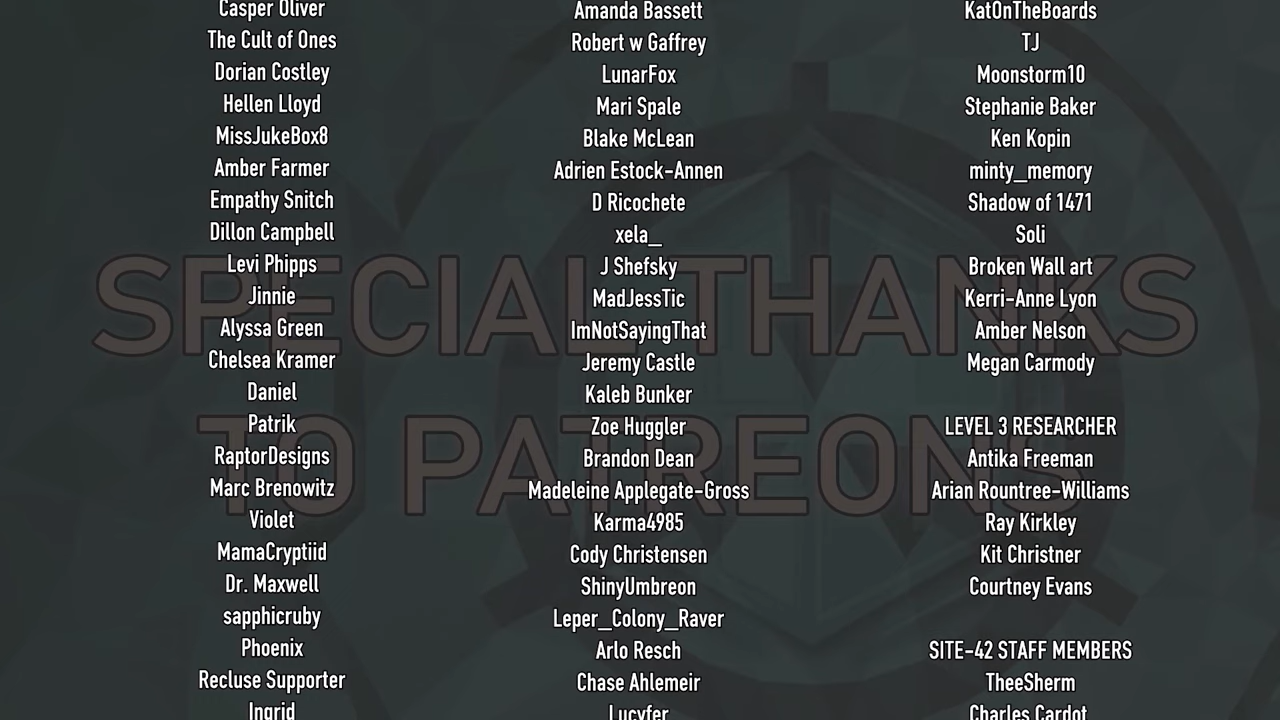 SPECIAL THANKS
TO PATREONS
Casper Oliver
The Cult of Ones
Dorian Costley
Hellen Lloyd
MissJukeBox8
Amber Farmer
Empathy Snitch
Dillon Campbell
Levi Phipps
Jinnie
Alyssa Green
Chelsea Kramer
Daniel
Patrik
RaptorDesigns
Marc Brenowitz
Violet
MamaCryptiid
Dr. Maxwell
sapphicruby
Phoenix
Recluse Supporter
Ingrid
Amanda Bassett
Robert w Gaffrey
LunarFox
Mari Spale
Blake McLean
Adrien Estock-Annen
D Ricochete
xela_
J Shefsky
MadJessTic
ImNotSayingThat
Jeremy Castle
Kaleb Bunker
Zoe Huggler
Brandon Dean
Madeleine Applegate-Gross
Karma4985
Cody Christensen
ShinyUmbreon
Leper_Colony_Raver
Arlo Resch
Chase Ahlemeir
Lucyfer
KatOnTheBoards
TJ
Moonstorm10
Stephanie Baker
Ken Kopin
minty_memory
Shadow of 1471
Soli
Broken Wall art
Kerri-Anne Lyon
Amber Nelson
Megan Carmody
LEVEL 3 RESEARCHER
Antika Freeman
Arian Rountree-Williams
Ray Kirkley
Kit Christner
Courtney Evans
SITE-42 STAFF MEMBERS
TheeSherm
Charles Cardot